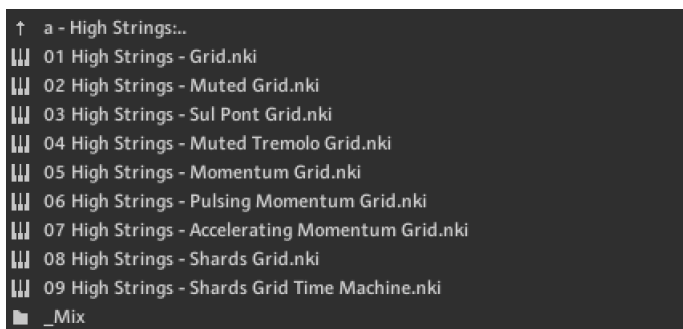 a - High Strings:..
01 High Strings - Grid.nki
02 High Strings - Muted Grid.nki
03 High Strings - Sul Pont Grid.nki
04 High Strings - Muted Tremolo Grid.nki
05 High Strings - Momentum Grid.nki
06 High Strings - Pulsing Momentum Grid.nki
07 High Strings - Accelerating Momentum Grid.nki
08 High Strings - Shards Grid.nki
09 High Strings - Shards Grid Time Machine.nki
_Mix